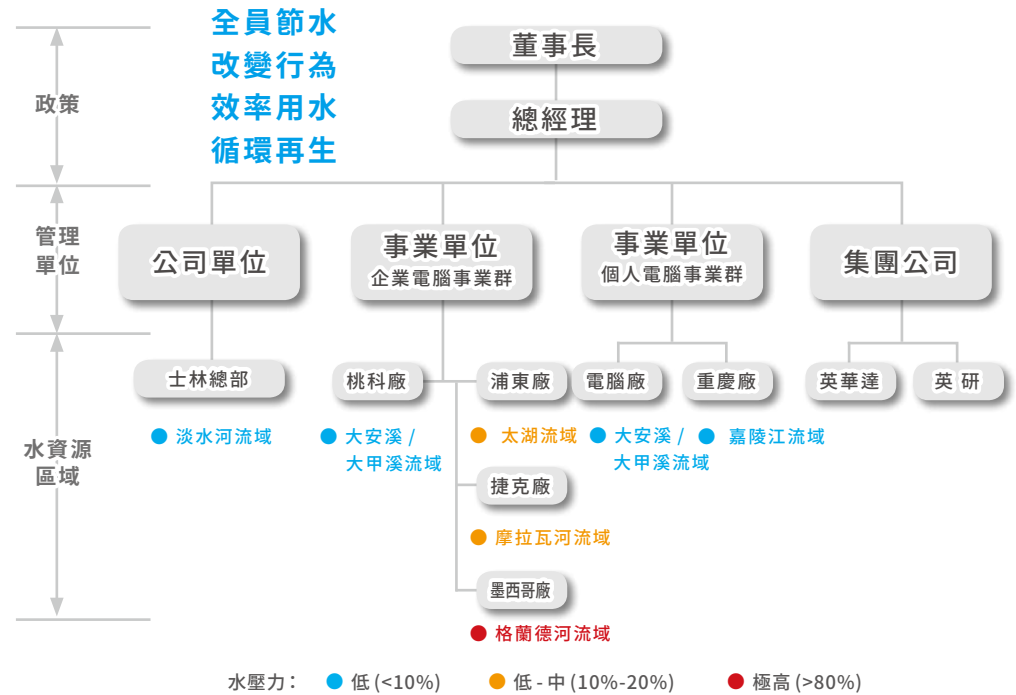 全員節水
改變行為
效率用水
循環再生
董事長
總經理
政策
管理
單位
公司單位
事業單位
企業電腦事業群
事業單位
個人電腦事業群
集團公司
水資源
區域
士林總部
桃科廠
浦東廠
電腦廠
重慶廠
英華達
英研
淡水河流域
大安溪 /
大甲溪流域
太湖流域
大安溪 /
大甲溪流域
嘉陵江流域
捷克廠
摩拉瓦河流域
墨西哥廠
格蘭德河流域
水壓力： 低 (<10%) 低 - 中 (10%-20%) 極高 (>80%)